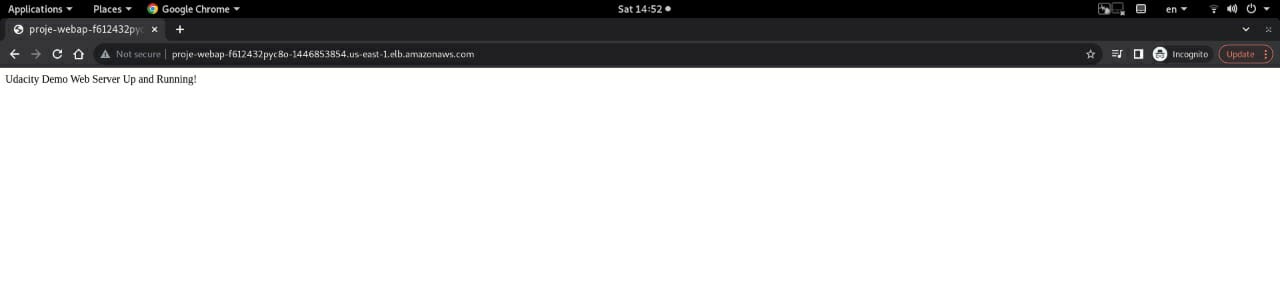 Applications Places Google Chrome Sat 14:52 en
proje-webap-f612432pyc
Not secure proje-webap-f612432pyc8o-1446853854.us-east-1.elb.amazonaws.com Incognito Update
Udacity Demo Web Server Up and Running!